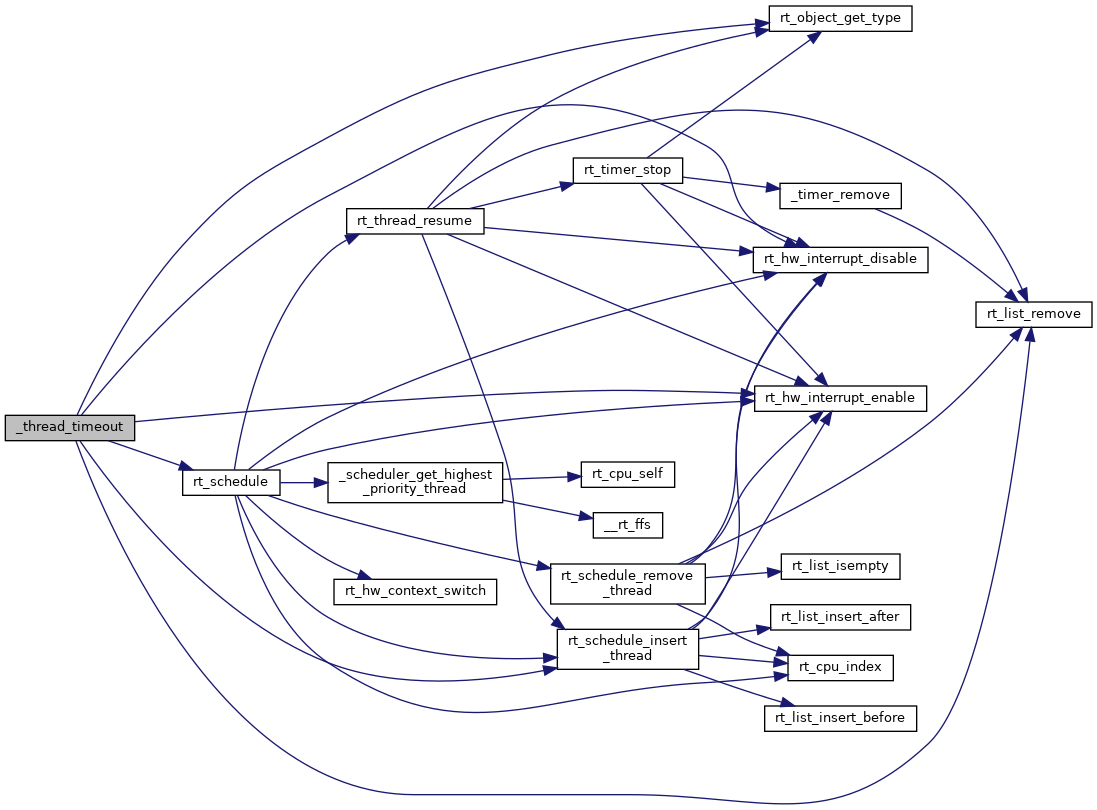 rt_object_get_type
rt_timer_stop
_timer_remove
rt_thread_resume
rt_hw_interrupt_disable
rt_list_remove
rt_hw_interrupt_enable
_thread_timeout
rt_schedule
_scheduler_get_highest
_priority_thread
rt_cpu_self
__rt_ffs
rt_list_isempty
rt_schedule_remove
_thread
rt_hw_context_switch
rt_list_insert_after
rt_schedule_insert
_thread
rt_cpu_index
rt_list_insert_before